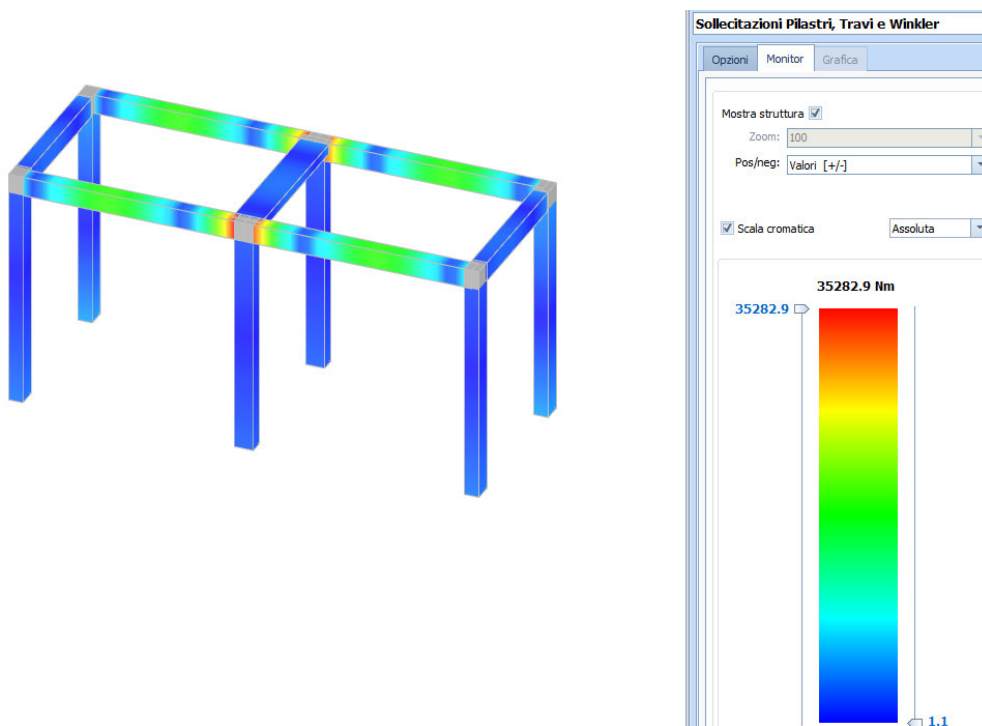 Sollecitazioni Pilastri, Travi e Winkler
Opzioni Monitor Grafica
Mostra struttura
Zoom: 100
Pos/neg: Valori [+/-]
Scala cromatica Assoluta
35282.9 Nm
35282.9
1.1